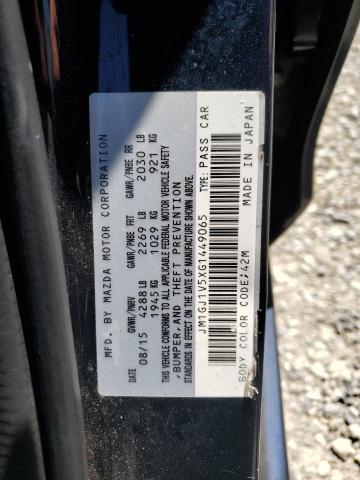 MFD. BY MAZDA MOTOR CORPORATION
GVWR/PNBV GAWR/PNBE FRT GAWR/PNBE RR
DATE 08/15 4288 LB 2269 LB 2030 LB
1945 KG 1029 KG 921 KG
THIS VEHICLE CONFORMS TO ALL APPLICABLE FEDERAL MOTOR VEHICLE SAFETY
,BUMPER,AND THEFT PREVENTION
STANDARDS IN EFFECT ON THE DATE OF MANUFACTURE SHOWN ABOVE.
JM1GJ1V5XG1449065 TYPE: PASS CAR
BODY COLOR CODE:42M MADE IN JAPAN